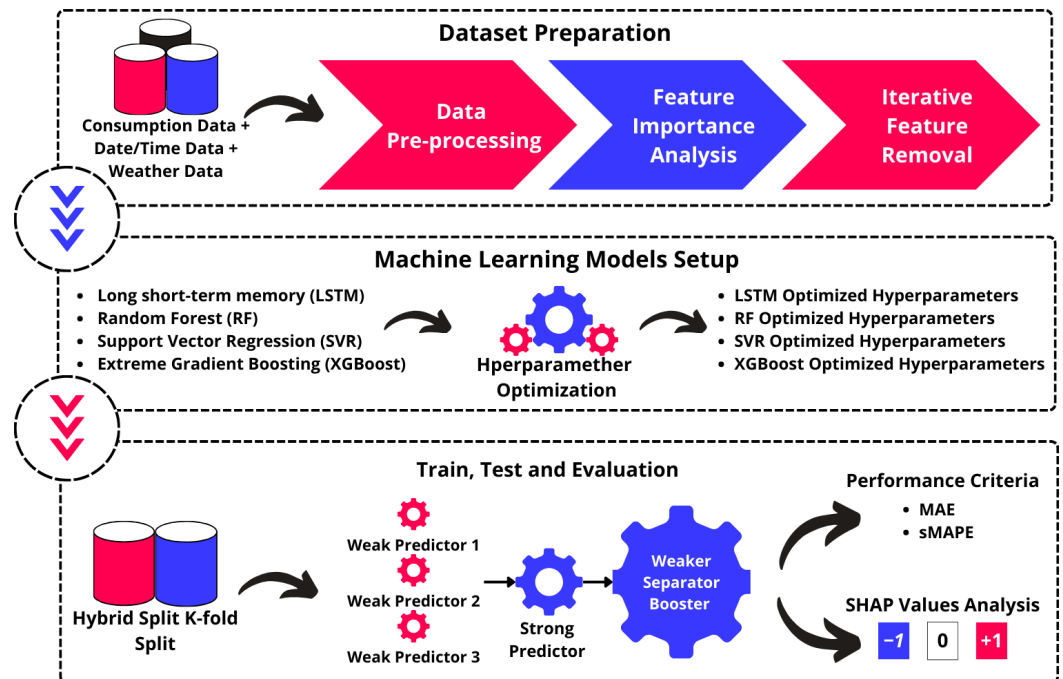 Dataset Preparation
Consumption Data +
Date/Time Data +
Weather Data
Data
Pre-processing
Feature
Importance
Analysis
Iterative
Feature
Removal
Machine Learning Models Setup
• Long short-term memory (LSTM)
• Random Forest (RF)
• Support Vector Regression (SVR)
• Extreme Gradient Boosting (XGBoost)
Hperparamether
Optimization
• LSTM Optimized Hyperparameters
• RF Optimized Hyperparameters
• SVR Optimized Hyperparameters
• XGBoost Optimized Hyperparameters
Train, Test and Evaluation
Hybrid Split K-fold
Split
Weak Predictor 1
Weak Predictor 2
Weak Predictor 3
Strong
Predictor
Weaker
Separator
Booster
Performance Criteria
• MAE
• sMAPE
SHAP Values Analysis
−1 0 +1